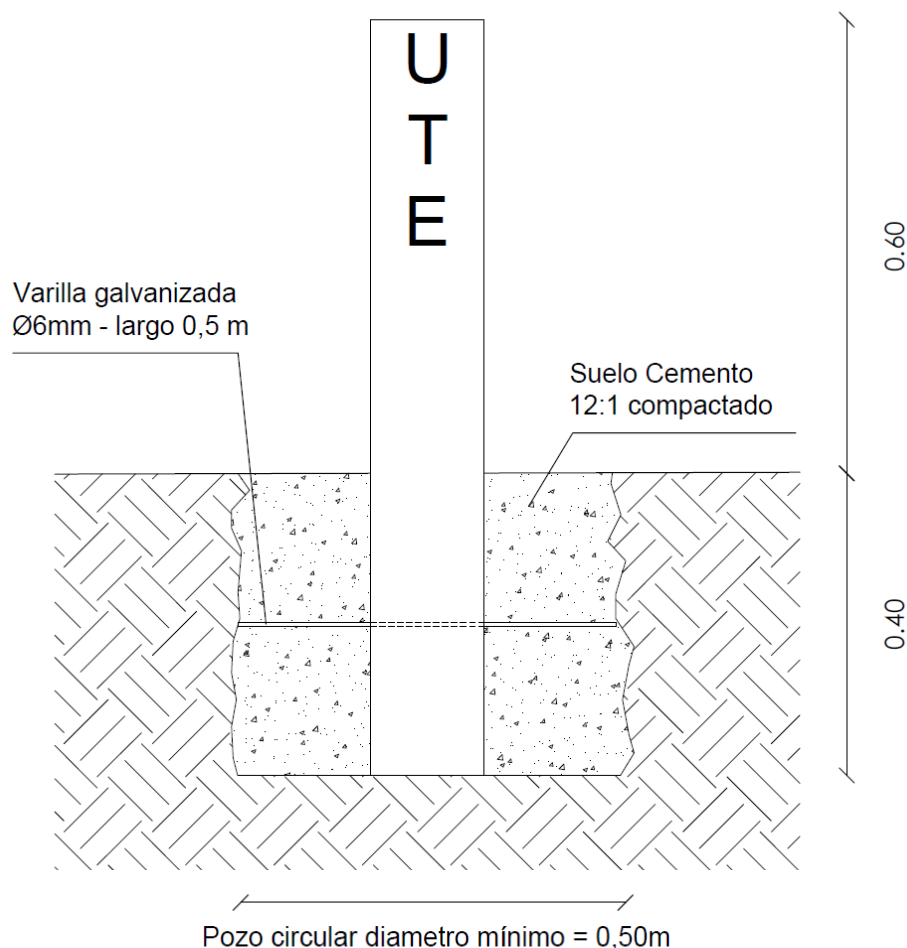 U
T
E
0.60
Varilla galvanizada
Ø6mm - largo 0,5 m
Suelo Cemento
12:1 compactado
0.40
Pozo circular diametro mínimo = 0,50m